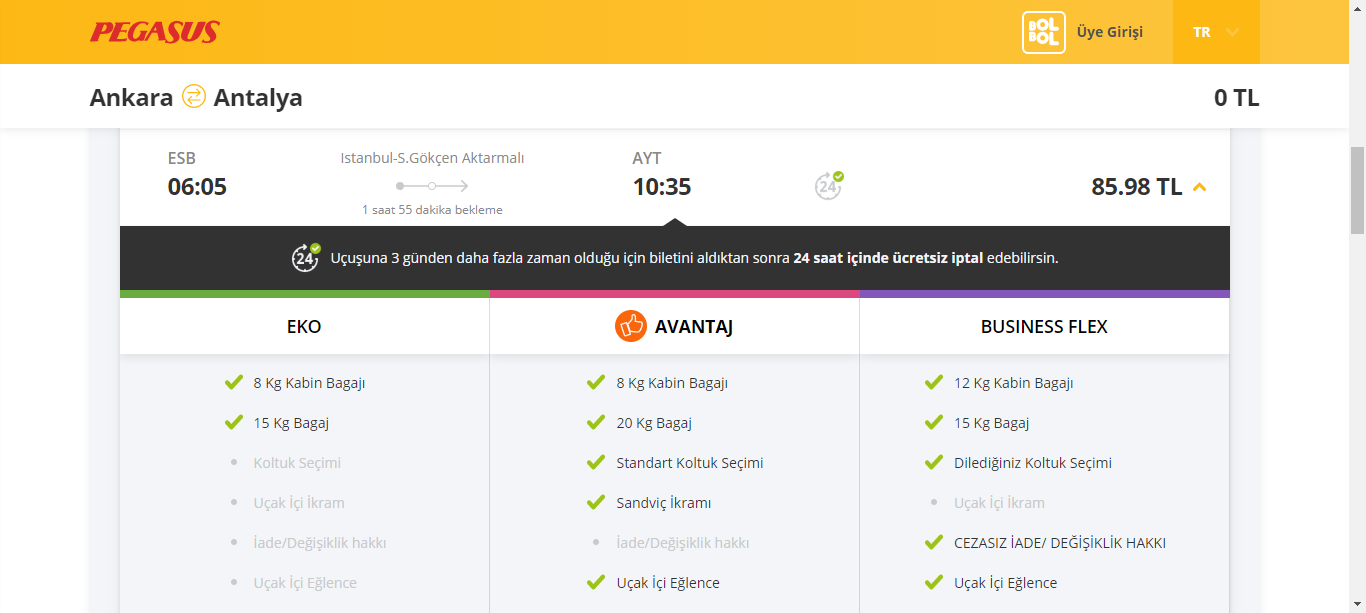 PEGASUS
BOL BOL
Üye Girişi
TR
Ankara Antalya
0 TL
ESB
06:05
Istanbul-S.Gökçen Aktarmalı
1 saat 55 dakika bekleme
AYT
10:35
24
85.98 TL
24
Uçuşuna 3 günden daha fazla zaman olduğu için biletini aldıktan sonra 24 saat içinde ücretsiz iptal edebilirsin.
EKO
8 Kg Kabin Bagajı
15 Kg Bagaj
Koltuk Seçimi
Uçak İçi İkram
İade/Değişiklik hakkı
Uçak İçi Eğlence
AVANTAJ
8 Kg Kabin Bagajı
20 Kg Bagaj
Standart Koltuk Seçimi
Sandviç İkramı
İade/Değişiklik hakkı
Uçak İçi Eğlence
BUSINESS FLEX
12 Kg Kabin Bagajı
15 Kg Bagaj
Dilediğiniz Koltuk Seçimi
Uçak İçi İkram
CEZASIZ İADE/ DEĞİŞİKLİK HAKKI
Uçak İçi Eğlence